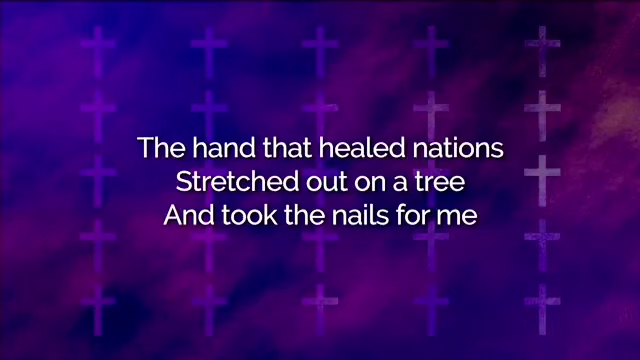 The hand that healed nations
Stretched out on a tree
And took the nails for me